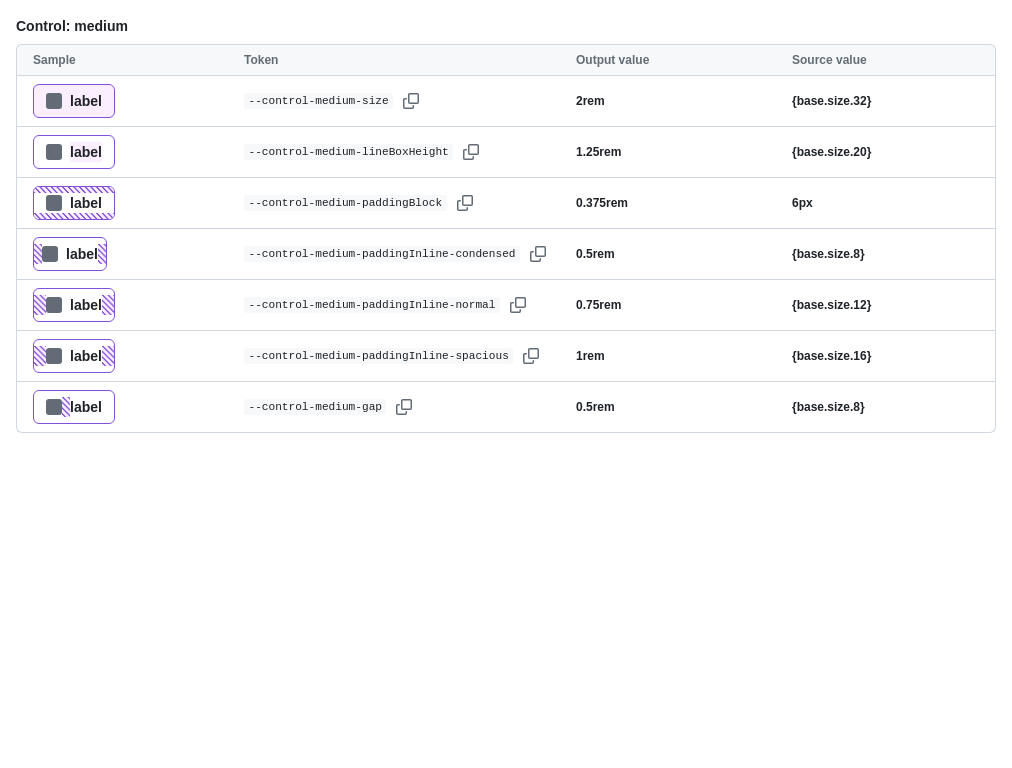 Control: medium
Sample Token Output value Source value
label --control-medium-size 2rem {base.size.32}
label --control-medium-lineBoxHeight 1.25rem {base.size.20}
label --control-medium-paddingBlock 0.375rem 6px
label --control-medium-paddingInline-condensed 0.5rem {base.size.8}
label --control-medium-paddingInline-normal 0.75rem {base.size.12}
label --control-medium-paddingInline-spacious 1rem {base.size.16}
label --control-medium-gap 0.5rem {base.size.8}